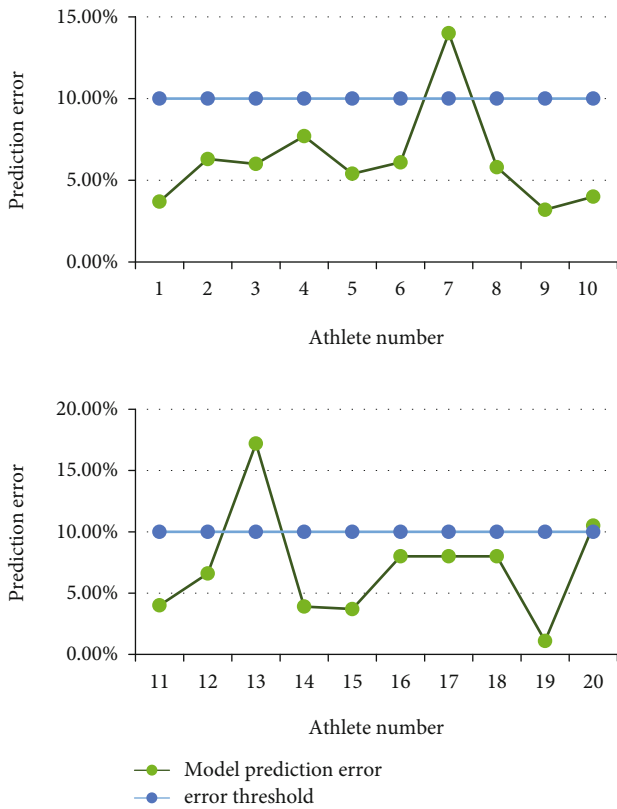 Prediction error
15.00%
10.00%
5.00%
0.00%
1 2 3 4 5 6 7 8 9 10
Athlete number
Prediction error
20.00%
15.00%
10.00%
5.00%
0.00%
11 12 13 14 15 16 17 18 19 20
Athlete number
Model prediction error
error threshold